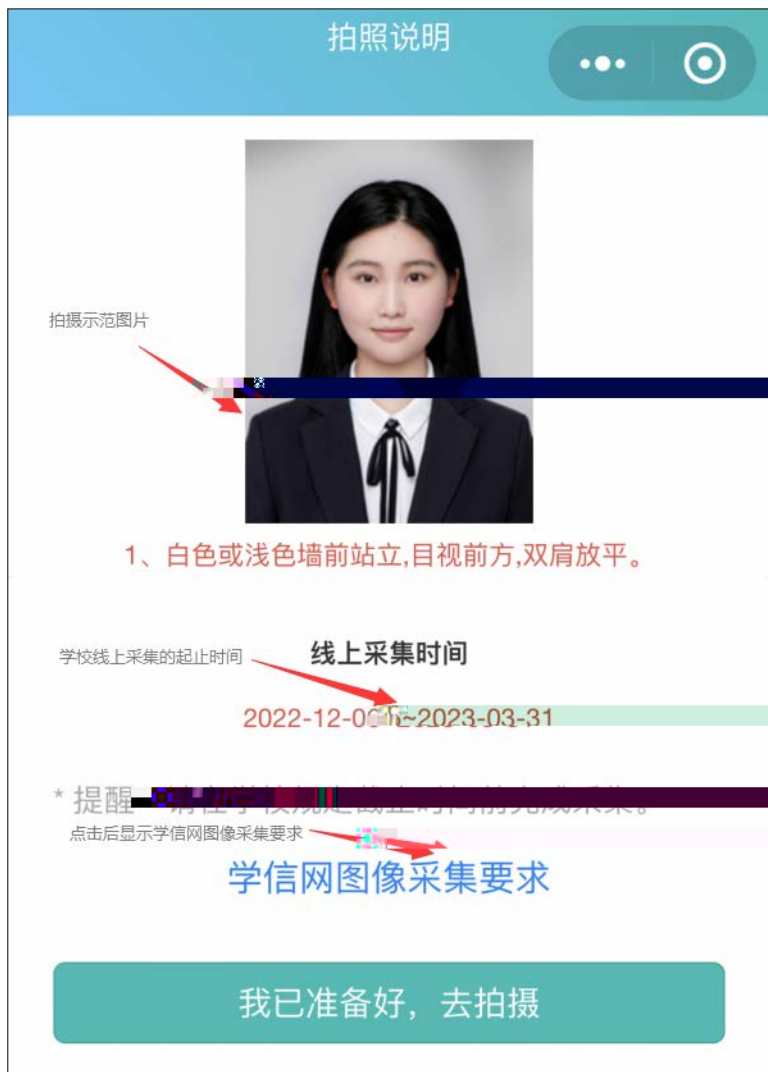 拍照说明
拍摄示范图片
1、白色或浅色墙前站立,目视前方,双肩放平。
学校线上采集的起止时间
线上采集时间
2022-12-0 ~2023-03-31
* 提醒
点击后显示学信网图像采集要求
学信网图像采集要求
我已准备好，去拍摄